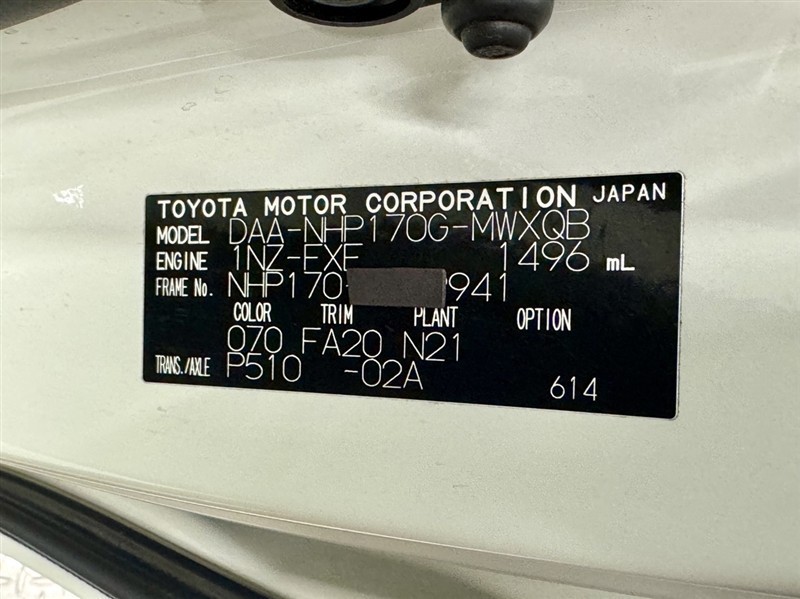 TOYOTA MOTOR CORPORATION JAPAN
MODEL DAA-NHP170G-MWXQB
ENGINE 1NZ-FXE 1496 mL
FRAME No. NHP170- 941
COLOR TRIM PLANT OPTION
070 FA20 N21
TRANS./AXLE P510 -02A
614